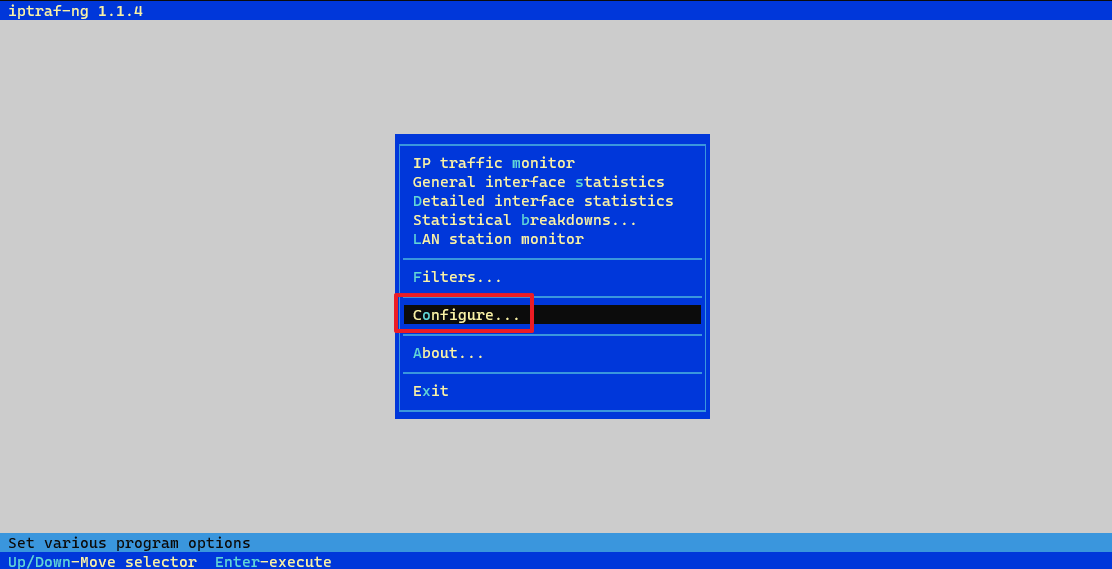 iptraf-ng 1.1.4
IP traffic monitor
General interface statistics
Detailed interface statistics
Statistical breakdowns...
LAN station monitor
Filters...
Configure...
About...
Exit
Set various program options
Up/Down-Move selector  Enter-execute